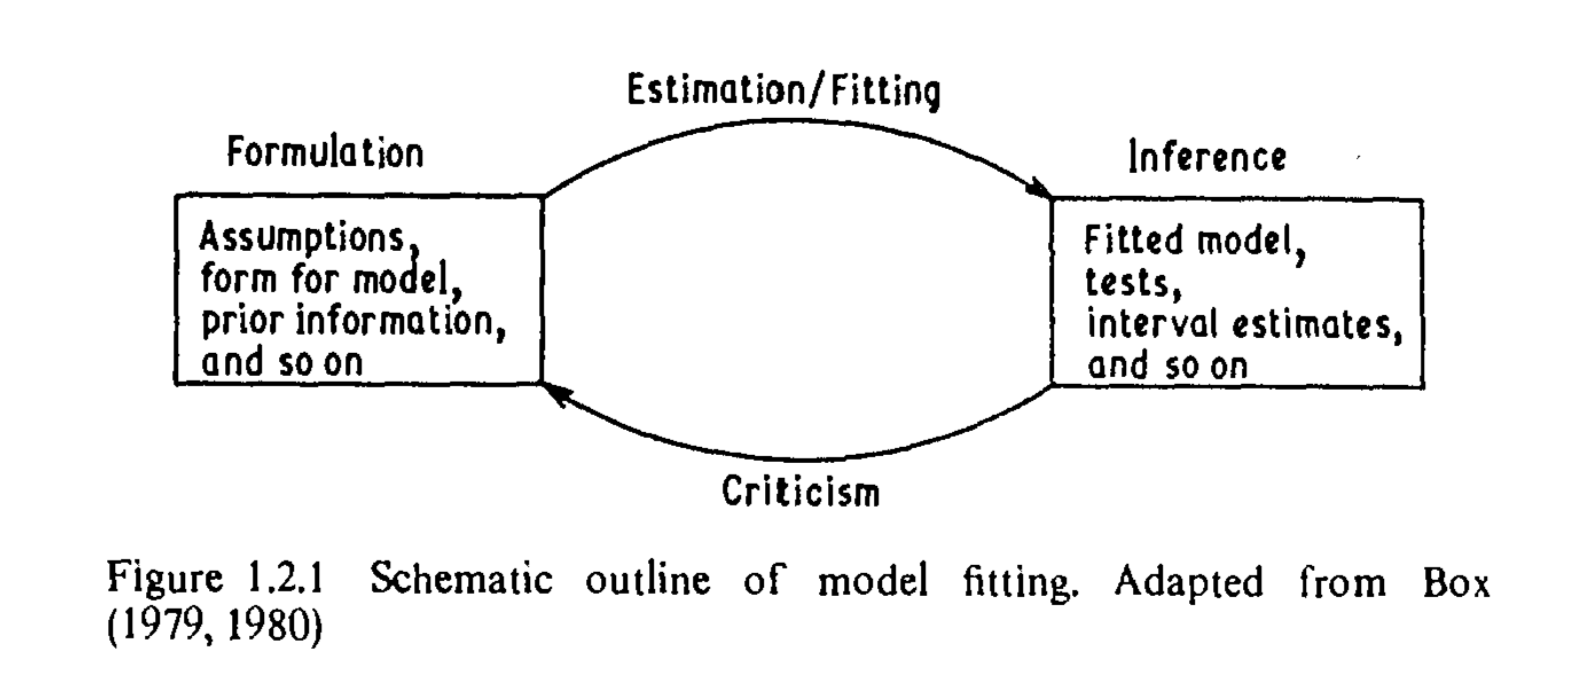 Estimation/Fitting
Formulation
Inference
Assumptions,
form for model,
prior information,
and so on
Fitted model,
tests,
interval estimates,
and so on
Criticism
Figure 1.2.1 Schematic outline of model fitting. Adapted from Box
(1979, 1980)